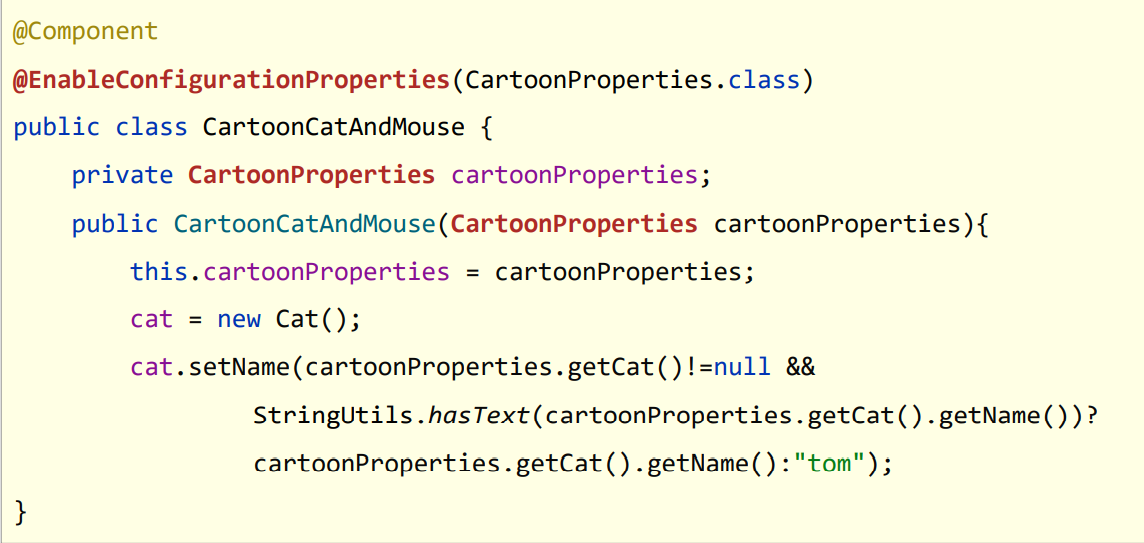 @Component
@EnableConfigurationProperties(CartoonProperties.class)
public class CartoonCatAndMouse {
    private CartoonProperties cartoonProperties;
    public CartoonCatAndMouse(CartoonProperties cartoonProperties){
        this.cartoonProperties = cartoonProperties;
        cat = new Cat();
        cat.setName(cartoonProperties.getCat()!=null &&
                StringUtils.hasText(cartoonProperties.getCat().getName())?
                cartoonProperties.getCat().getName():"tom");
}